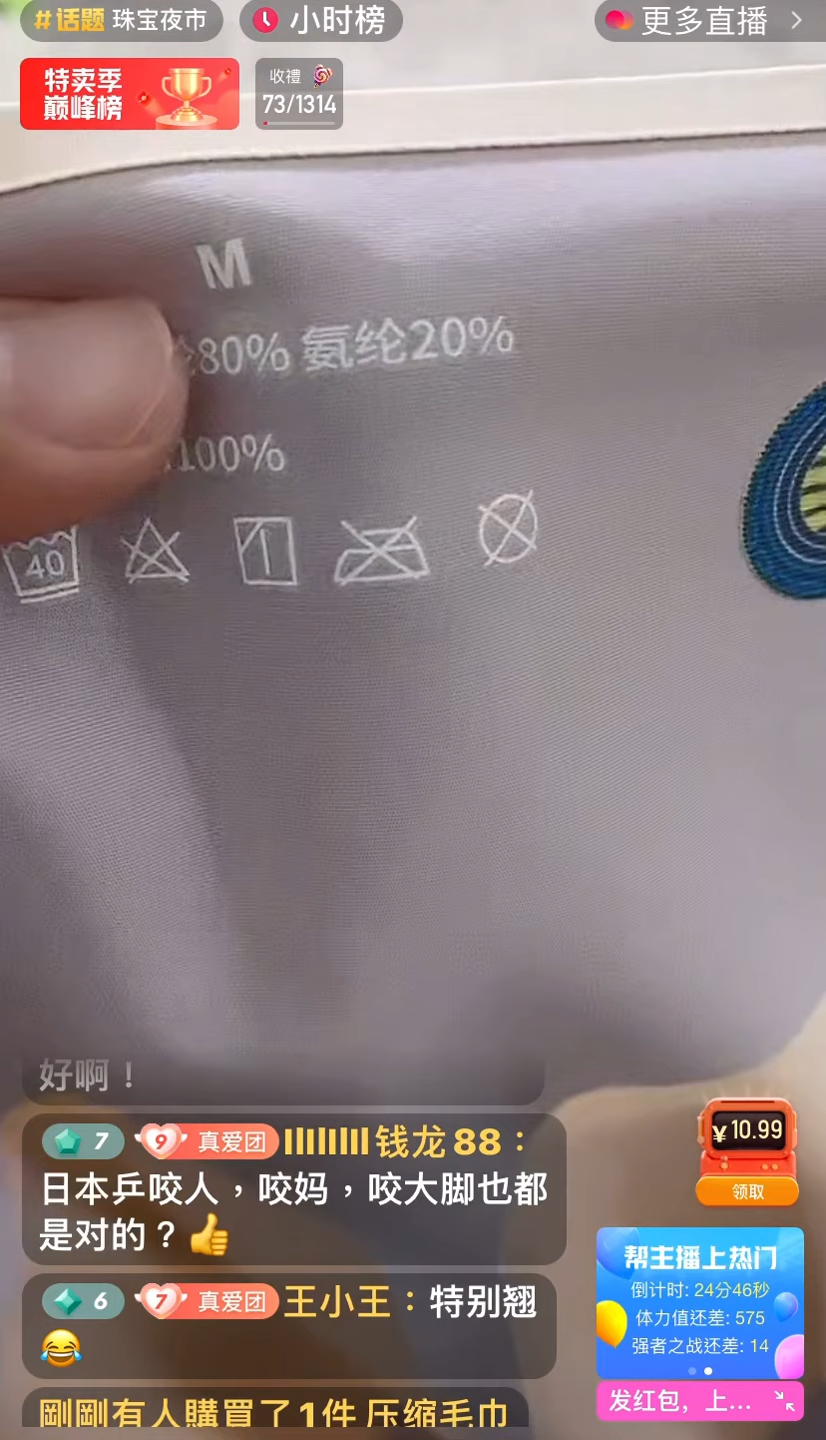 #话题 珠宝夜市
小时榜
更多直播
特卖季
巅峰榜
收禮
73/1314
M
80% 氨纶20%
100%
40
好啊！
7 9 真爱团 钱龙88：
日本乒咬人，咬妈，咬大脚也都
是对的？
6 7 真爱团 王小王：特别翘
剛剛有人購買了1件 压缩毛巾
¥10.99
领取
帮主播上热门
倒计时: 24分46秒
体力值还差: 575
强者之战还差: 14
发红包，上...